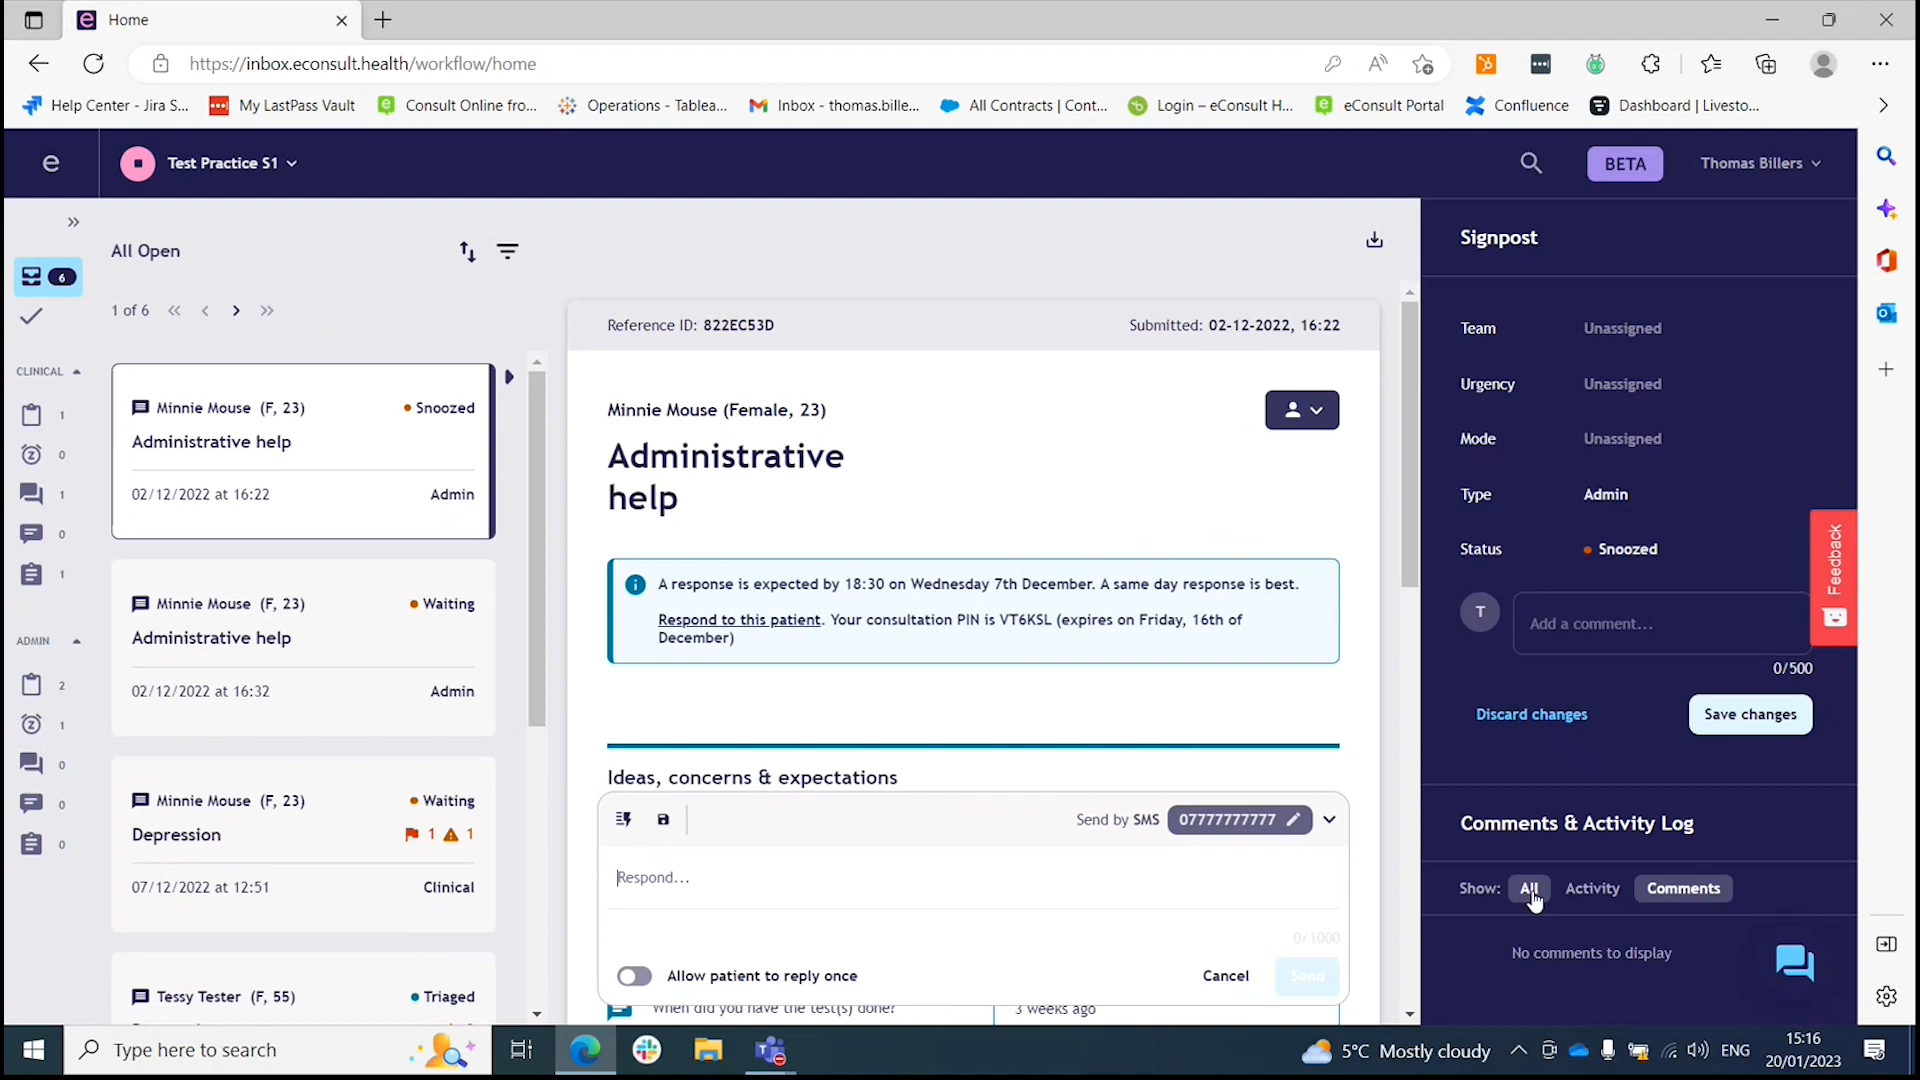 Home
https://inbox.econsult.health/workflow/home
Help Center - Jira S...
My LastPass Vault
Consult Online fro...
Operations - Tablea...
Inbox - thomas.bille...
All Contracts | Cont...
Login – eConsult H...
eConsult Portal
Confluence
Dashboard | Livesto...
e
Test Practice S1
BETA
Thomas Billers
All Open
6
1 of 6
CLINICAL
1
0
1
0
1
ADMIN
2
1
0
0
0
Minnie Mouse (F, 23)
Snoozed
Administrative help
02/12/2022 at 16:22
Admin
Minnie Mouse (F, 23)
Waiting
Administrative help
02/12/2022 at 16:32
Admin
Minnie Mouse (F, 23)
Waiting
Depression
1
1
07/12/2022 at 12:51
Clinical
Tessy Tester (F, 55)
Triaged
Reference ID: 822EC53D
Submitted: 02-12-2022, 16:22
Minnie Mouse (Female, 23)
Administrative
help
A response is expected by 18:30 on Wednesday 7th December. A same day response is best.
Respond to this patient. Your consultation PIN is VT6KSL (expires on Friday, 16th of
December)
Ideas, concerns & expectations
Send by SMS
07777777777
Respond...
0/1000
Allow patient to reply once
Cancel
Send
When did you have the test(s) done?
3 weeks ago
Signpost
Team
Unassigned
Urgency
Unassigned
Mode
Unassigned
Type
Admin
Status
Snoozed
T
Add a comment...
0/500
Discard changes
Save changes
Feedback
Comments & Activity Log
Show:
All
Activity
Comments
No comments to display
Type here to search
5°C Mostly cloudy
ENG
15:16
20/01/2023